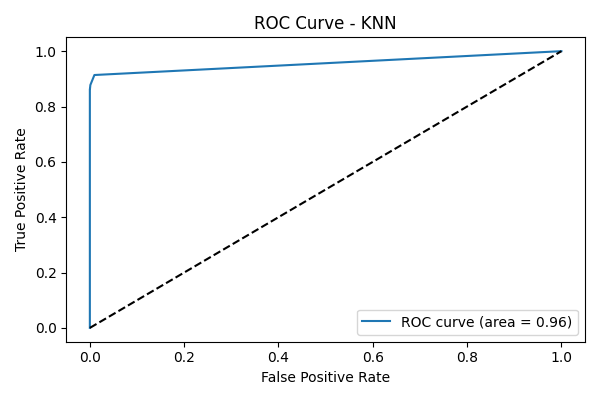 ROC Curve - KNN
1.0
0.8
0.6
0.4
0.2
0.0
True Positive Rate
ROC curve (area = 0.96)
0.0 0.2 0.4 0.6 0.8 1.0
False Positive Rate